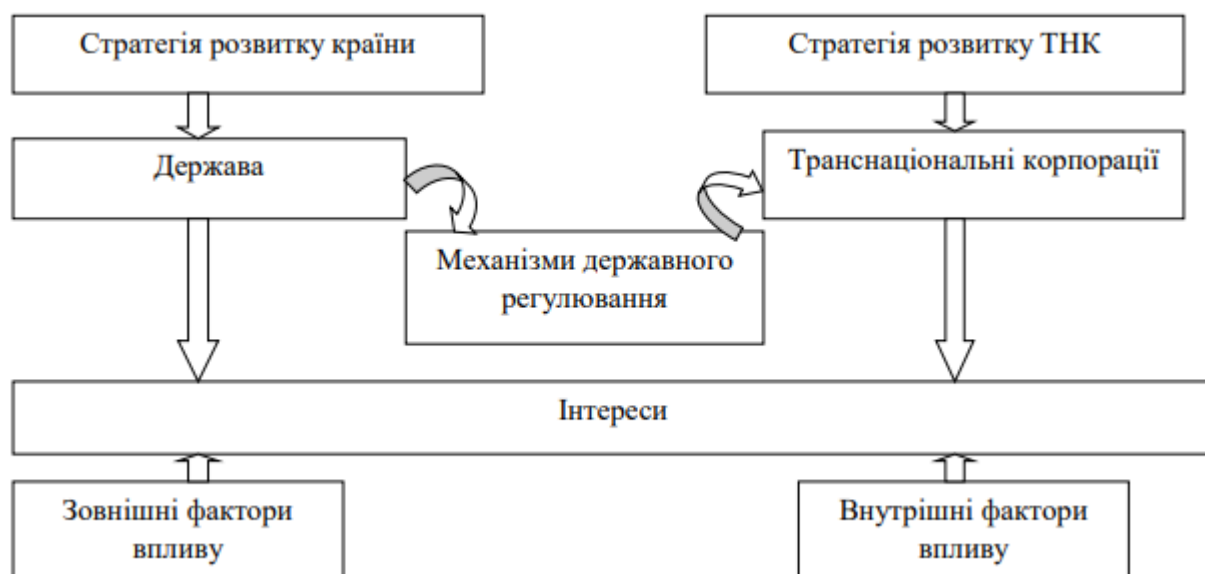 Стратегія розвитку країни
Стратегія розвитку ТНК
Держава
Транснаціональні корпорації
Механізми державного
регулювання
Інтереси
Зовнішні фактори
впливу
Внутрішні фактори
впливу